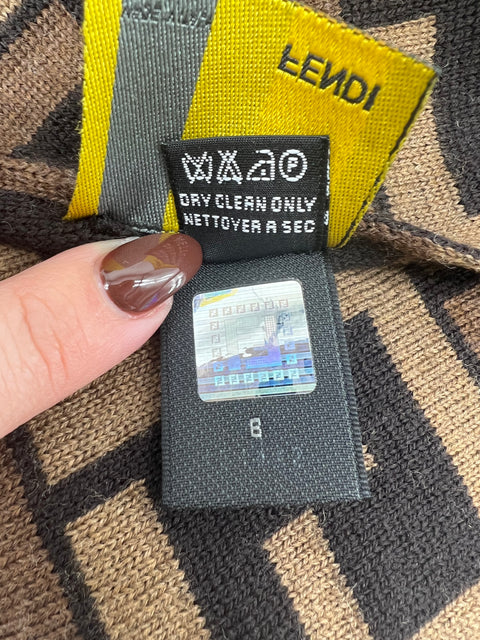 FENDI
P
DRY CLEAN ONLY
NETTOYER A SEC
8